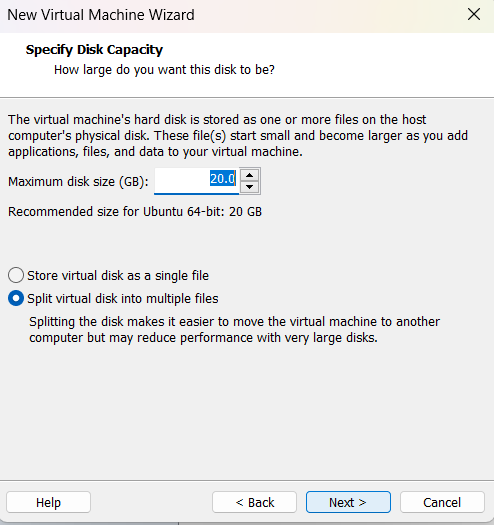 New Virtual Machine Wizard
Specify Disk Capacity
How large do you want this disk to be?
The virtual machine's hard disk is stored as one or more files on the host
computer's physical disk. These file(s) start small and become larger as you add
applications, files, and data to your virtual machine.
Maximum disk size (GB): 20.0
Recommended size for Ubuntu 64-bit: 20 GB
Store virtual disk as a single file
Split virtual disk into multiple files
Splitting the disk makes it easier to move the virtual machine to another
computer but may reduce performance with very large disks.
Help < Back Next > Cancel